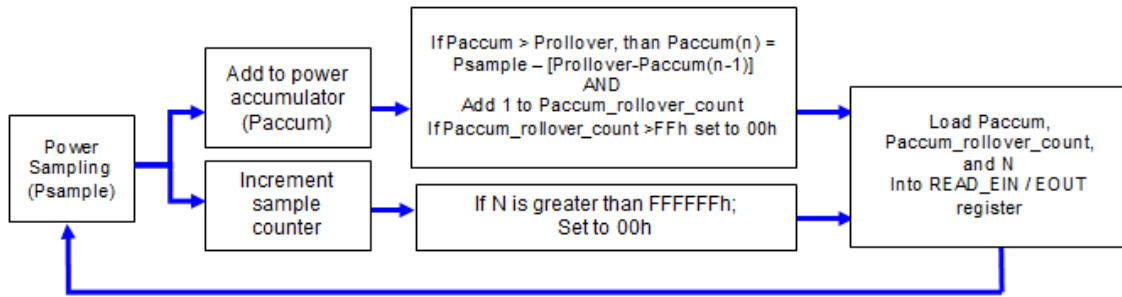 Power
Sampling
(Psample)
Add to power
accumulator
(Paccum)
Increment
sample
counter
If Paccum > Prollover, than Paccum(n) =
Psample – [Prollover-Paccum(n-1)]
AND
Add 1 to Paccum_rollover_count
If Paccum_rollover_count >FFh set to 00h
If N is greater than FFFFFFh;
Set to 00h
Load Paccum,
Paccum_rollover_count,
and N
Into READ_EIN / EOUT
register